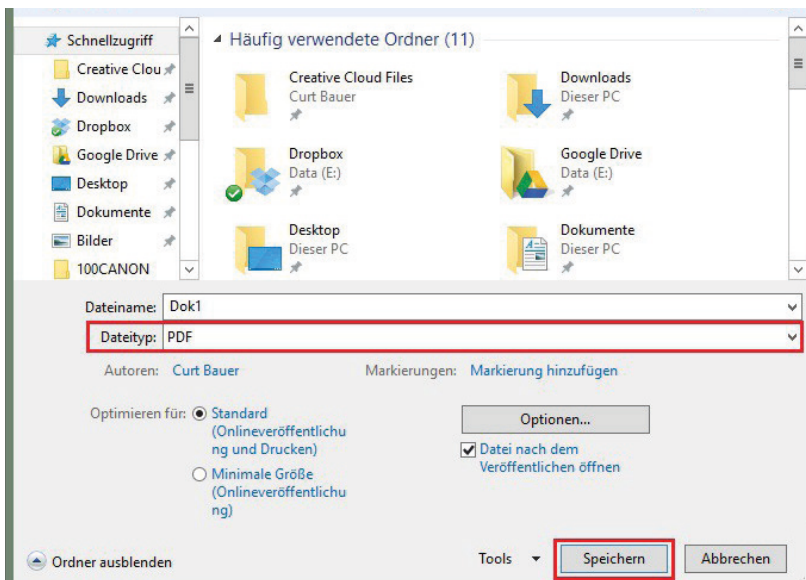 Schnellzugriff
Creative Clou
Downloads
Dropbox
Google Drive
Desktop
Dokumente
Bilder
100CANON
Häufig verwendete Ordner (11)
Creative Cloud Files
Curt Bauer
Downloads
Dieser PC
Dropbox
Data (E:)
Google Drive
Data (E:)
Desktop
Dieser PC
Dokumente
Dieser PC
Dateiname: Dok1
Dateityp: PDF
Autoren: Curt Bauer
Markierungen: Markierung hinzufügen
Optimieren für: Standard
(Onlineveröffentlichu
ng und Drucken)
Minimale Größe
(Onlineveröffentlichu
ng)
Optionen...
Datei nach dem
Veröffentlichen öffnen
Ordner ausblenden
Tools
Speichern
Abbrechen